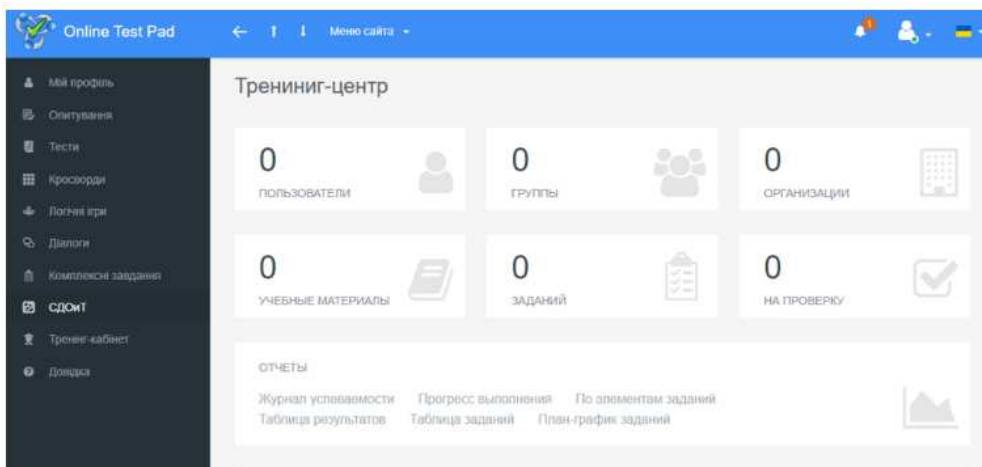 Online Test Pad
Меню сайта
1
Мій профіль
Опитування
Тести
Кросворди
Логічні ігри
Діалоги
Комплексні завдання
СДОиТ
Тренінг-кабінет
Довідка
Трениниг-центр
0 0 0
ПОЛЬЗОВАТЕЛИ ГРУППЫ ОРГАНИЗАЦИИ
0 0 0
УЧЕБНЫЕ МАТЕРИАЛЫ ЗАДАНИЙ НА ПРОВЕРКУ
ОТЧЕТЫ
Журнал успеваемости Прогресс выполнения По элементам заданий
Таблица результатов Таблица заданий План-график заданий